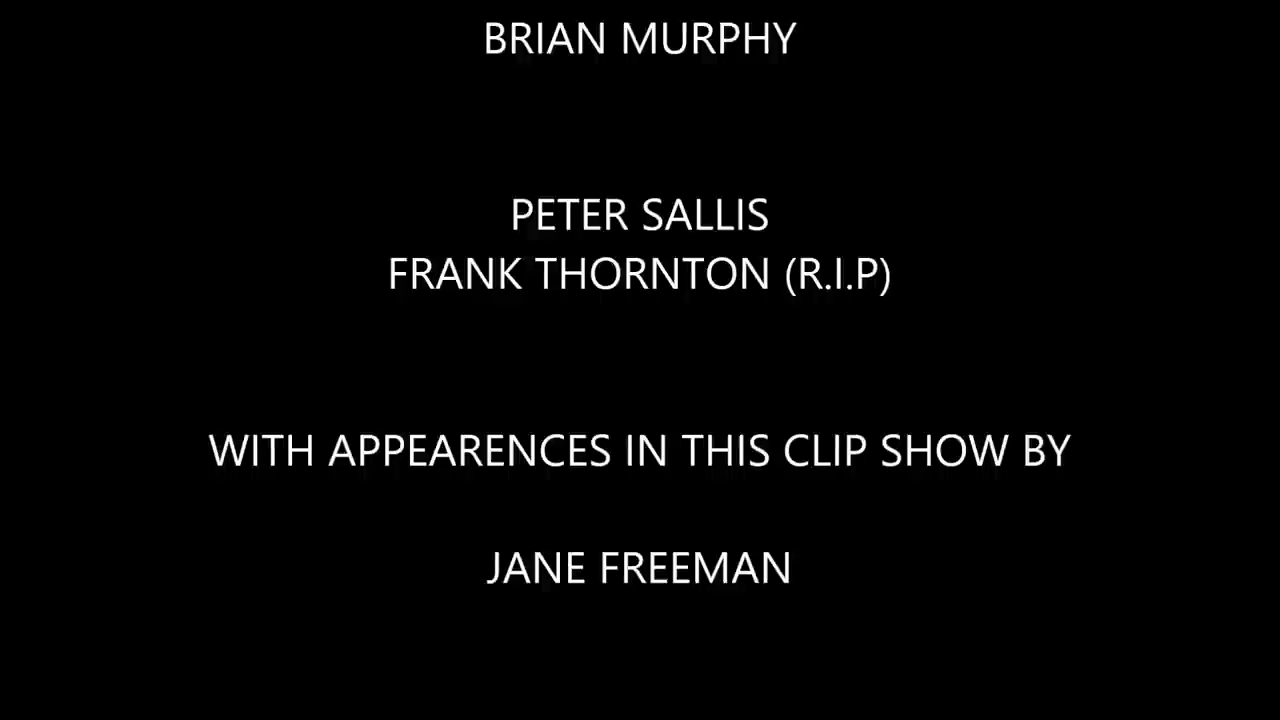 BRIAN MURPHY
PETER SALLIS
FRANK THORNTON (R.I.P)
WITH APPEARENCES IN THIS CLIP SHOW BY
JANE FREEMAN